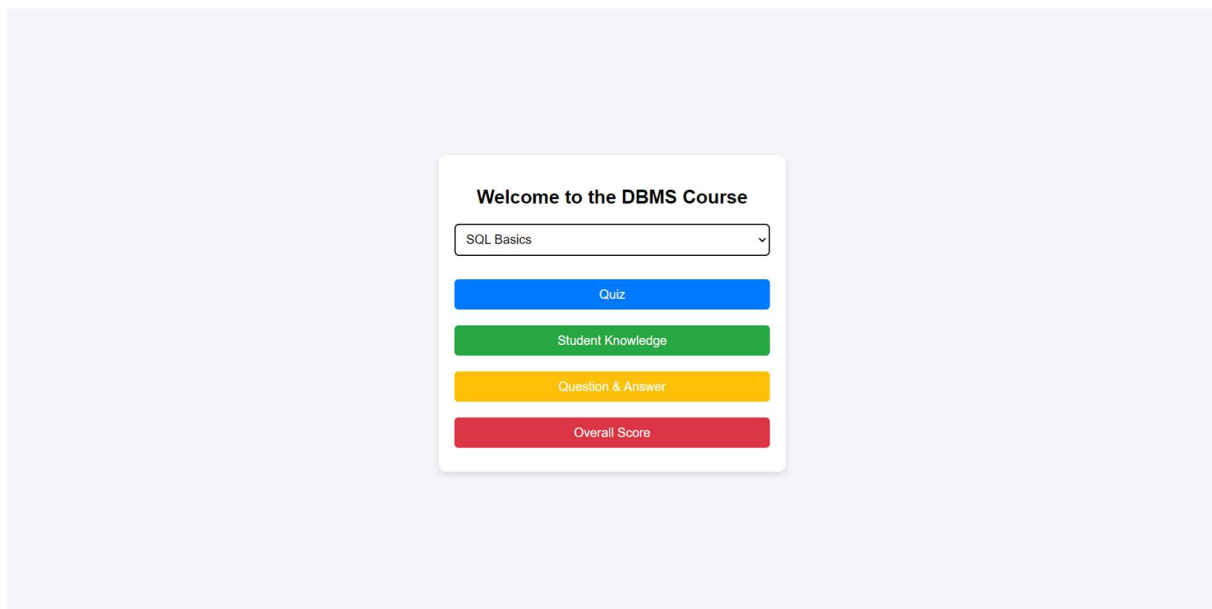 Welcome to the DBMS Course
SQL Basics
Quiz
Student Knowledge
Question & Answer
Overall Score